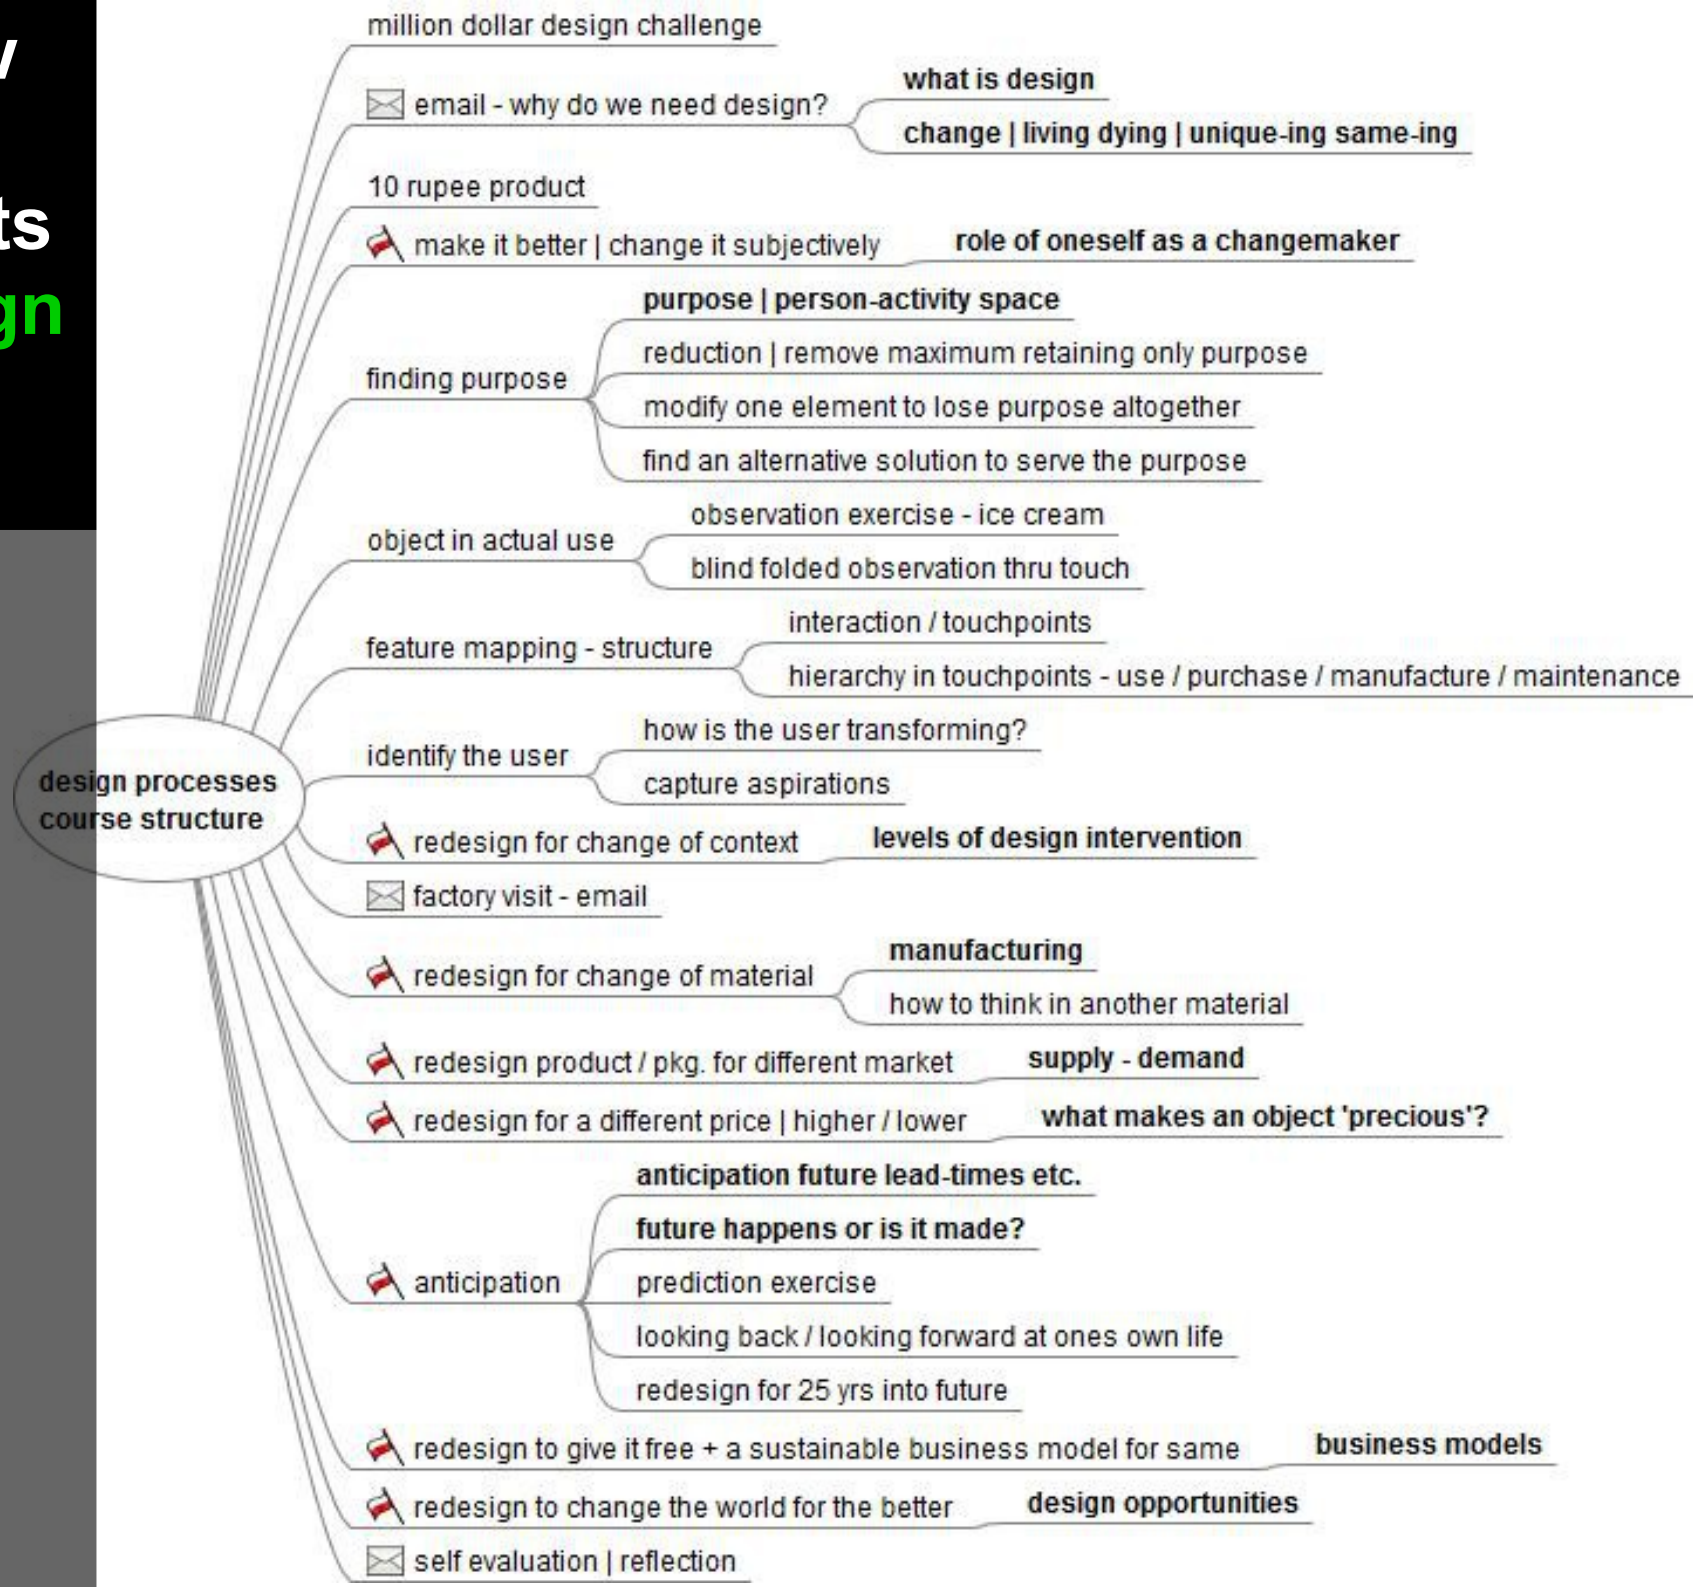 million dollar design challenge
email - why do we need design?
what is design
change | living dying | unique-ing same-ing
10 rupee product
make it better | change it subjectively
role of oneself as a changemaker
finding purpose
purpose | person-activity space
reduction | remove maximum retaining only purpose
modify one element to lose purpose altogether
find an alternative solution to serve the purpose
object in actual use
observation exercise - ice cream
blind folded observation thru touch
feature mapping - structure
interaction / touchpoints
hierarchy in touchpoints - use / purchase / manufacture / maintenance
design processes
course structure
identify the user
how is the user transforming?
capture aspirations
redesign for change of context
levels of design intervention
factory visit - email
redesign for change of material
manufacturing
how to think in another material
redesign product / pkg. for different market
supply - demand
redesign for a different price | higher / lower
what makes an object 'precious'?
anticipation
anticipation future lead-times etc.
future happens or is it made?
prediction exercise
looking back / looking forward at ones own life
redesign for 25 yrs into future
redesign to give it free + a sustainable business model for same
business models
redesign to change the world for the better
design opportunities
self evaluation | reflection